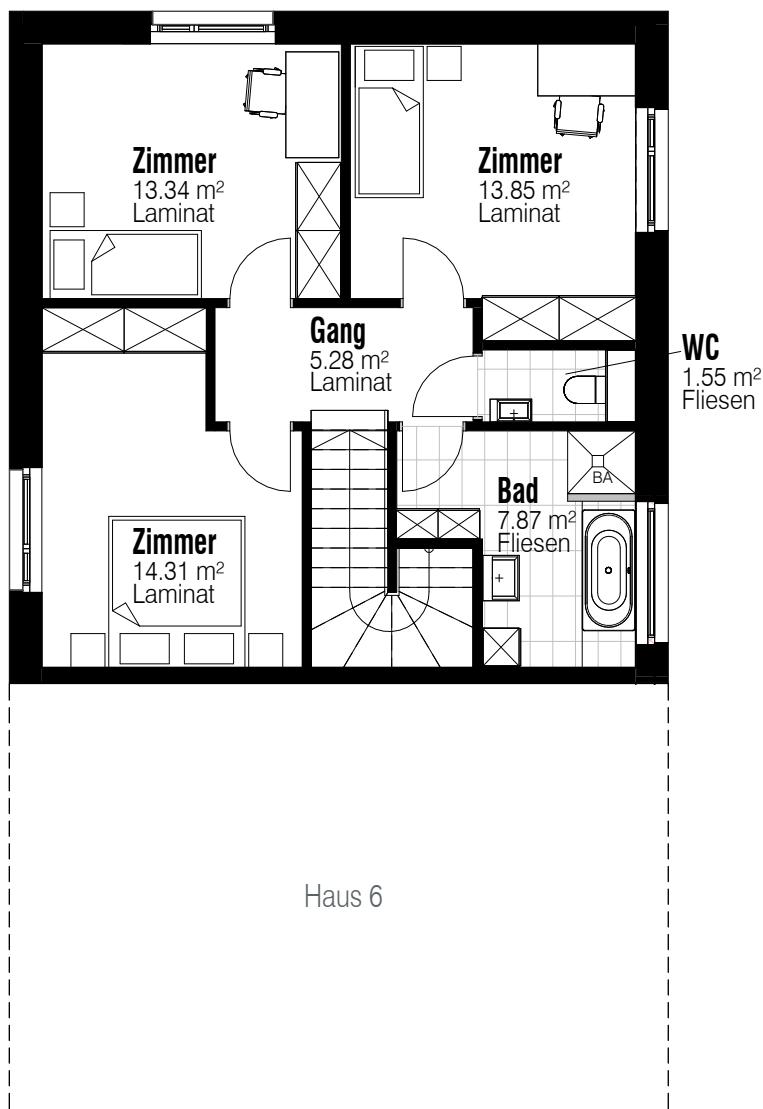 Zimmer
13.34 m²
Laminat
Zimmer
13.85 m²
Laminat
Gang
5.28 m²
Laminat
WC
1.55 m²
Fliesen
BA
Bad
7.87 m²
Fliesen
Zimmer
14.31 m²
Laminat
Haus 6